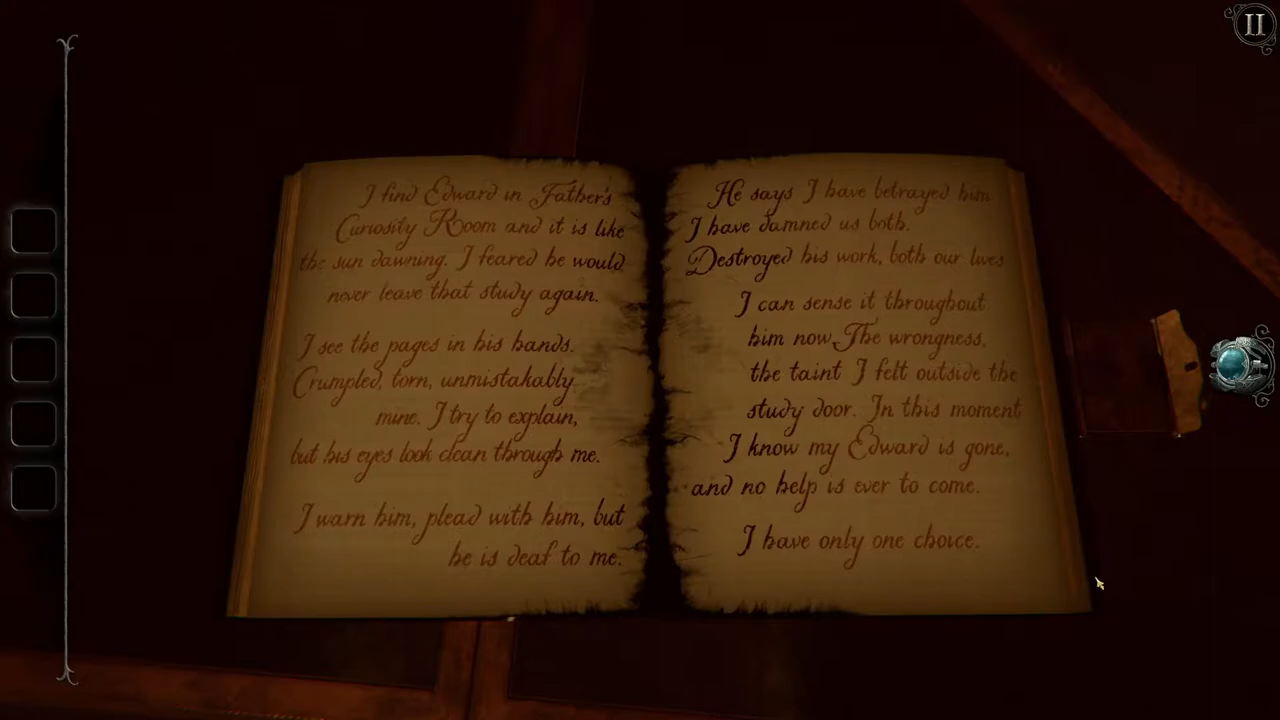 I find Edward in Father's
Curiosity Room and it is like
the sun dawning. I feared he would
never leave that study again.
I see the pages in his hands.
Crumpled, torn, unmistakably
mine. I try to explain,
but his eyes look clean through me.
I warn him, plead with him, but
he is deaf to me.
He says I have betrayed him
I have damned us both.
Destroyed his work, both our lives
I can sense it throughout
him now. The wrongness,
the taint I felt outside the
study door. In this moment
I know my Edward is gone,
and no help is ever to come.
I have only one choice.